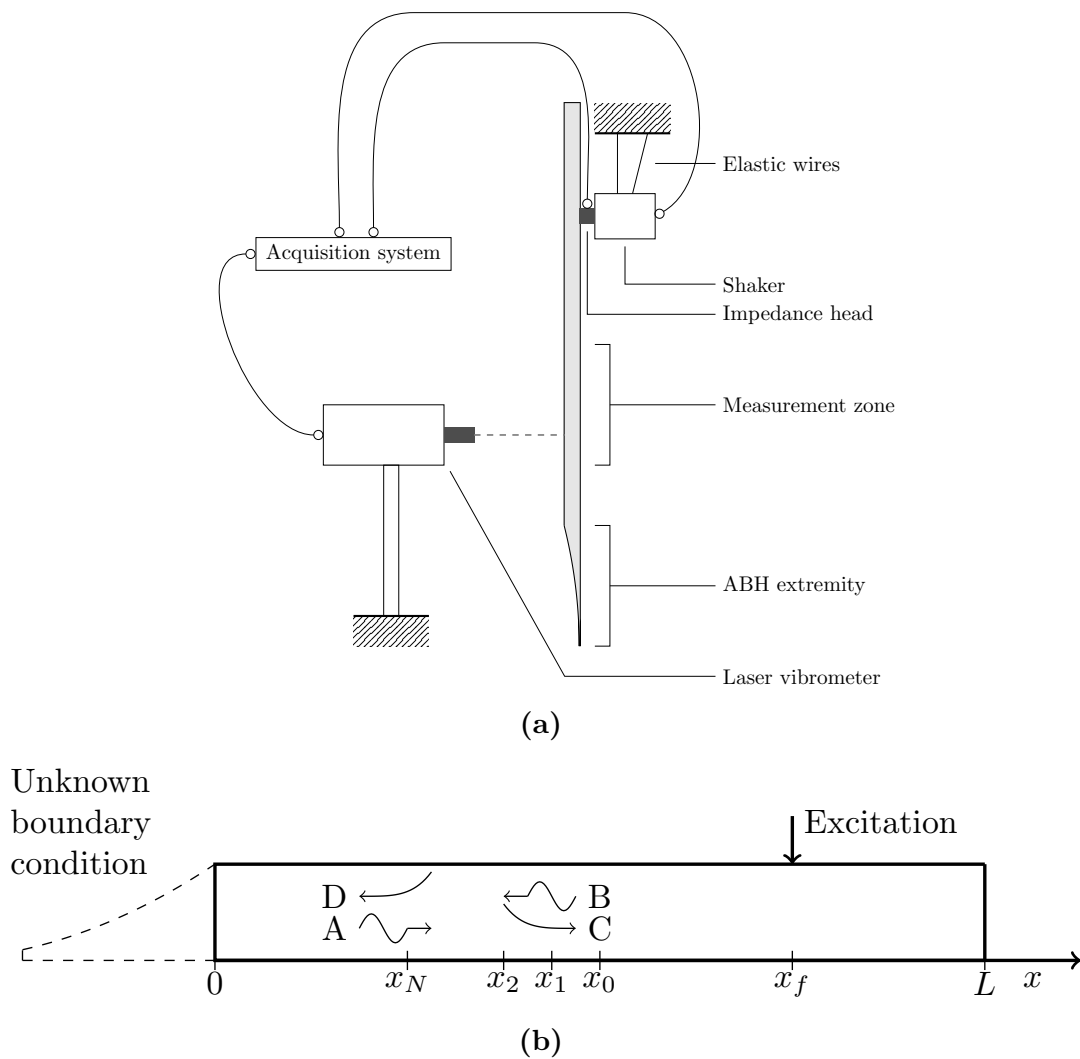 Elastic wires
Acquisition system
Shaker
Impedance head
Measurement zone
ABH extremity
Laser vibrometer
(a)
Unknown
boundary
condition
Excitation
D
B
A
C
0
x_N
x_2
x_1
x_0
x_f
L
x
(b)